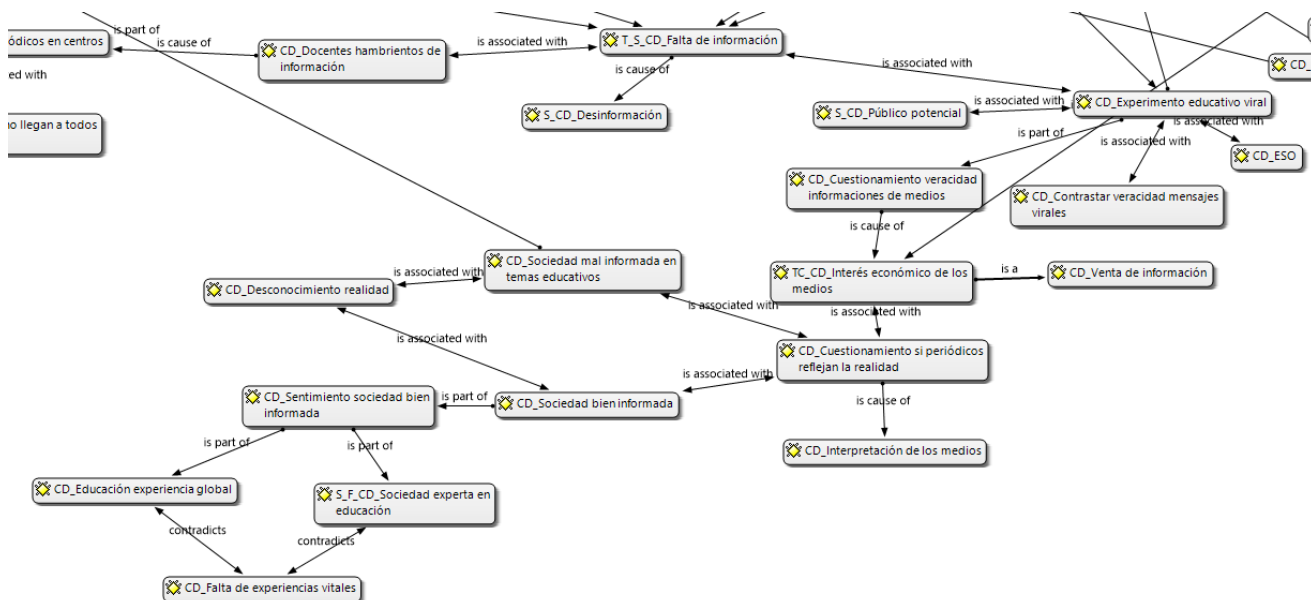 is part of
ódicos en centros
is cause of
CD_Docentes hambrientos de
información
is associated with
T_S_CD_Falta de información
is cause of
is associated with
CD_
ed with
S_CD_Desinformación
S_CD_Público potencial
is associated with
CD_Experimento educativo viral
no llegan a todos
is part of
is associated with
is associated with
CD_ESO
CD_Cuestionamiento veracidad
informaciones de medios
CD_Contrastar veracidad mensajes
virales
is cause of
CD_Sociedad mal informada en
temas educativos
is associated with
CD_Desconocimiento realidad
TC_CD_Interés económico de los
medios
is a
CD_Venta de información
is associated with
is associated with
is associated with
CD_Cuestionamiento si periódicos
reflejan la realidad
is associated with
CD_Sentimiento sociedad bien
informada
is part of
CD_Sociedad bien informada
is cause of
is part of
is part of
CD_Interpretación de los medios
CD_Educación experiencia global
S_F_CD_Sociedad experta en
educación
contradicts
contradicts
CD_Falta de experiencias vitales